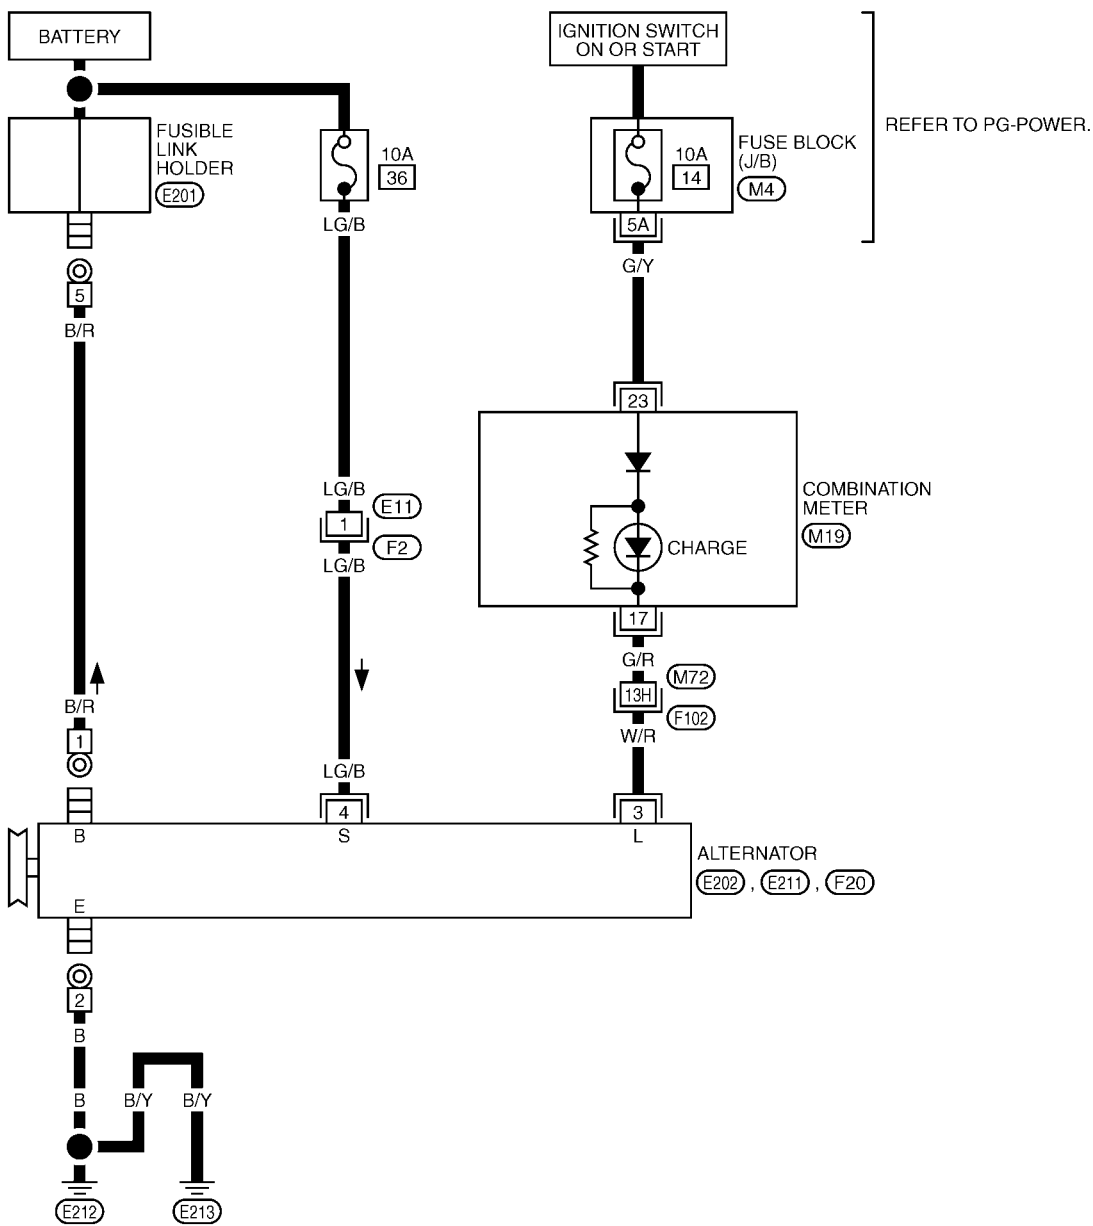 BATTERY
IGNITION SWITCH
ON OR START
REFER TO PG-POWER.
FUSIBLE
LINK
HOLDER
E201
10A
36
10A
14
FUSE BLOCK
(J/B)
M4
5A
LG/B
G/Y
5
B/R
23
LG/B
E11
1
F2
LG/B
COMBINATION
METER
M19
CHARGE
17
G/R
M72
13H
F102
W/R
B/R
1
LG/B
4
3
B
S
L
ALTERNATOR
E202 , E211 , F20
E
2
B
B
B/Y
B/Y
E212
E213